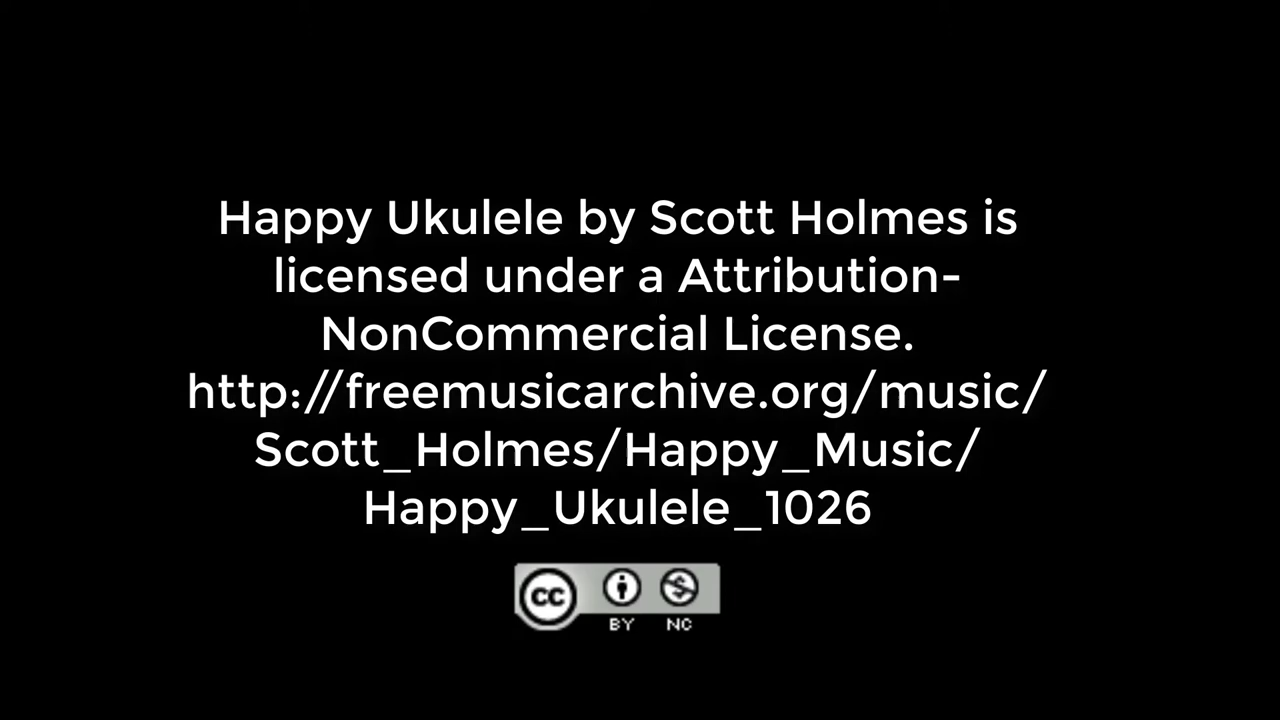 Happy Ukulele by Scott Holmes is
licensed under a Attribution-
NonCommercial License.
http://freemusicarchive.org/music/
Scott_Holmes/Happy_Music/
Happy_Ukulele_1026
CC
BY NC